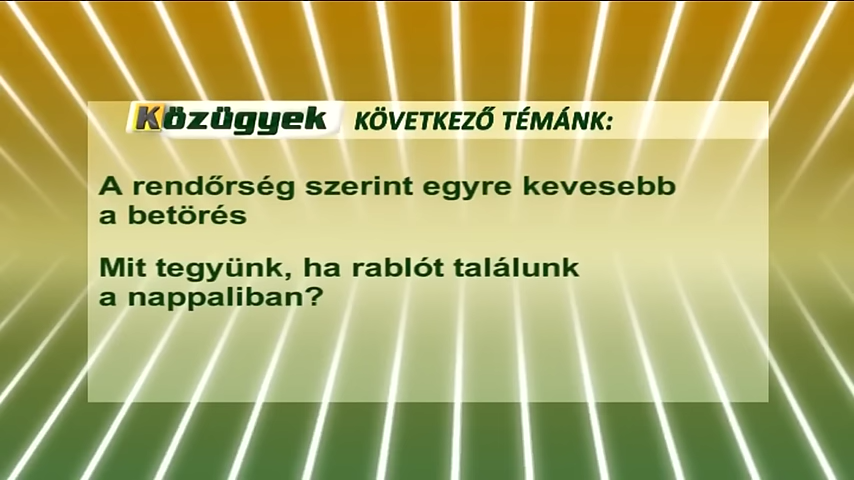 Közügyek KÖVETKEZŐ TÉMÁNK:
A rendőrség szerint egyre kevesebb
a betörés
Mit tegyünk, ha rablót találunk
a nappaliban?